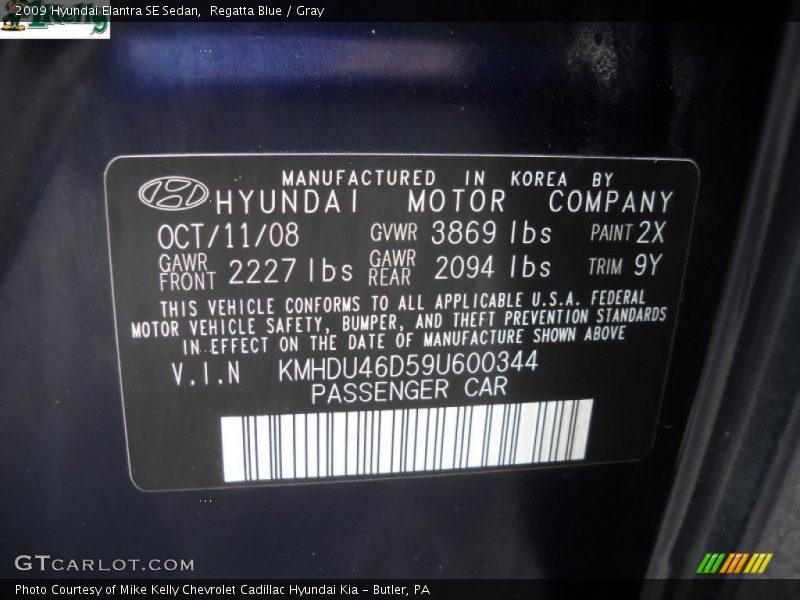 2009 Hyundai Elantra SE Sedan,  Regatta Blue / Gray
MANUFACTURED IN KOREA BY
HYUNDAI MOTOR COMPANY
OCT/11/08 GVWR 3869 lbs PAINT 2X
GAWR FRONT 2227 lbs GAWR REAR 2094 lbs TRIM 9Y
THIS VEHICLE CONFORMS TO ALL APPLICABLE U.S.A. FEDERAL
MOTOR VEHICLE SAFETY, BUMPER, AND THEFT PREVENTION STANDARDS
IN EFFECT ON THE DATE OF MANUFACTURE SHOWN ABOVE
V.I.N KMHDU46D59U600344
PASSENGER CAR
GTCARLOT.COM
Photo Courtesy of Mike Kelly Chevrolet Cadillac Hyundai Kia - Butler, PA